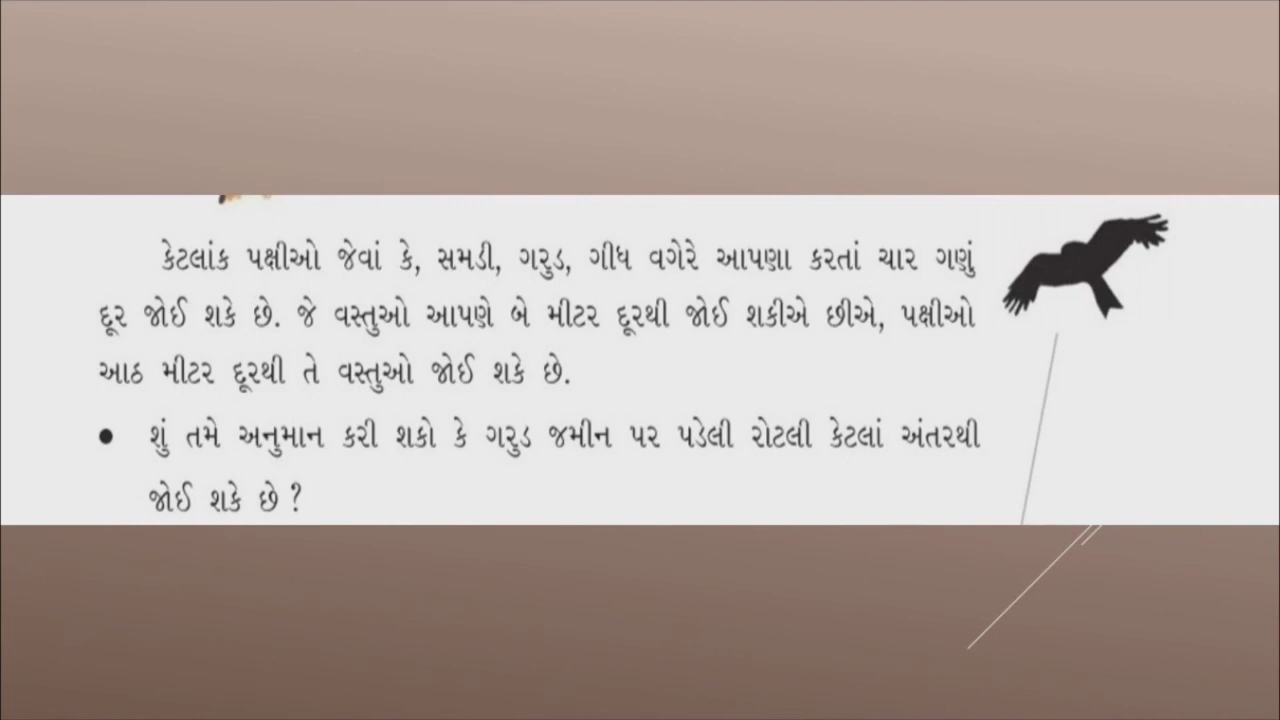 કેટલાંક પક્ષીઓ જેવાં કે, સમડી, ગરુડ, ગીધ વગેરે આપણા કરતાં ચાર ગણું
દૂર જોઈ શકે છે. જે વસ્તુઓ આપણે બે મીટર દૂરથી જોઈ શકીએ છીએ, પક્ષીઓ
આઠ મીટર દૂરથી તે વસ્તુઓ જોઈ શકે છે.
● શું તમે અનુમાન કરી શકો કે ગરુડ જમીન પર પડેલી રોટલી કેટલાં અંતરથી
જોઈ શકે છે ?